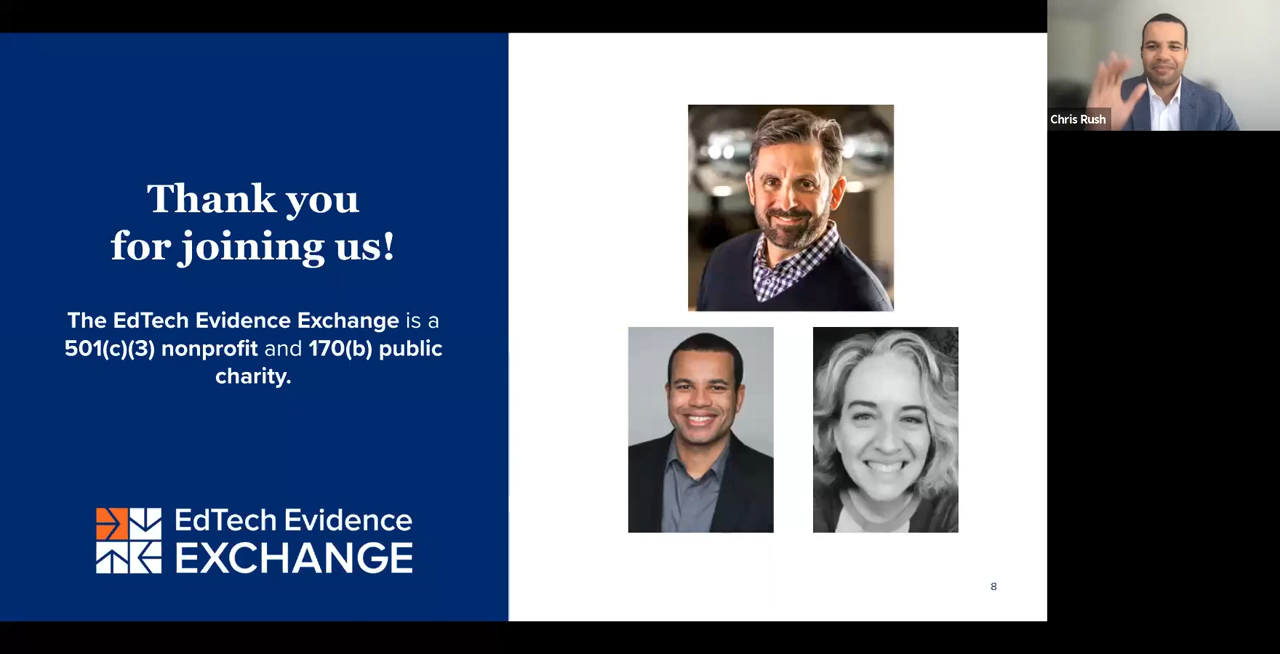 Thank you
for joining us!
The EdTech Evidence Exchange is a
501(c)(3) nonprofit and 170(b) public
charity.
EdTech Evidence
EXCHANGE
8
Chris Rush